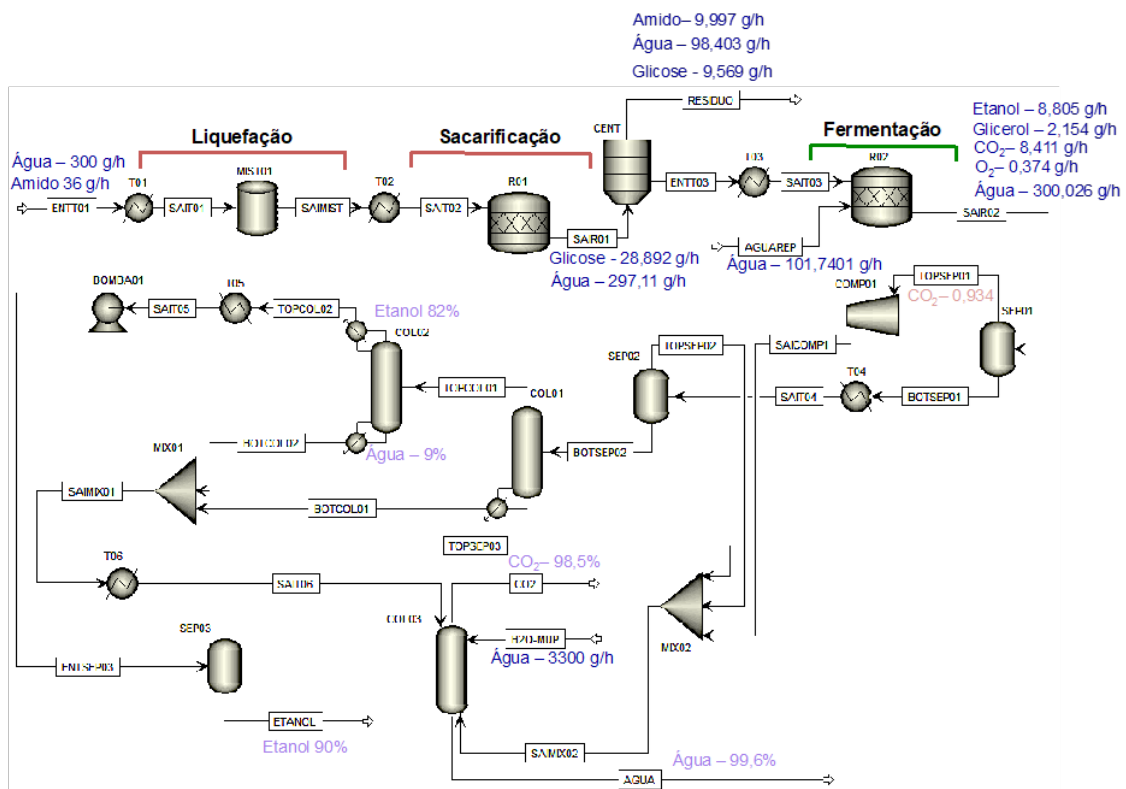 Amido– 9,997 g/h
Água – 98,403 g/h
Glicose - 9,569 g/h
RESIDUO
Liquefação
Sacarificação
CENT
Fermentação
Etanol – 8,805 g/h
Glicerol – 2,154 g/h
CO2– 8,411 g/h
O2– 0,374 g/h
Água – 300,026 g/h
Água – 300 g/h
Amido 36 g/h
T01
MIST01
T02
R01
T03
R02
ENTT01
SAIT01
SAIMIST
SAIT02
SAIR01
ENTT03
SAIT03
SAIR02
Glicose - 28,892 g/h
Água – 297,11 g/h
AGUAREP
Água – 101,7401 g/h
BOMBA01
SAIT05
T05
TOPCOL02
Etanol 82%
COL02
COMP01
TOPSEP01
CO2– 0,934
SEP01
SAICOMP1
SEP02
TOPSEP02
TOPCOL01
COL01
SAIT04
T04
BOTSEP01
BOTCOL02
Água – 9%
BOTSEP02
MIX01
SAIMIX01
BOTCOL01
TOPSEP03
CO2– 98,5%
T06
SAIT06
CO2
COL03
H2O-MUP
Água – 3300 g/h
MIX02
SEP03
ENTSEP03
ETANOL
Etanol 90%
SAIMIX02
Água – 99,6%
AGUA